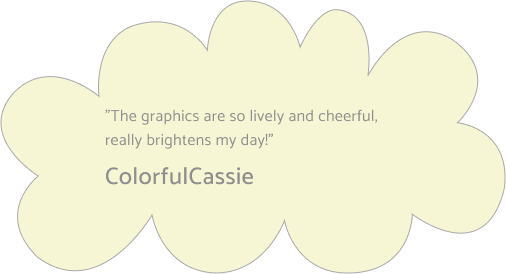 "The graphics are so lively and cheerful,
really brightens my day!"
ColorfulCassie